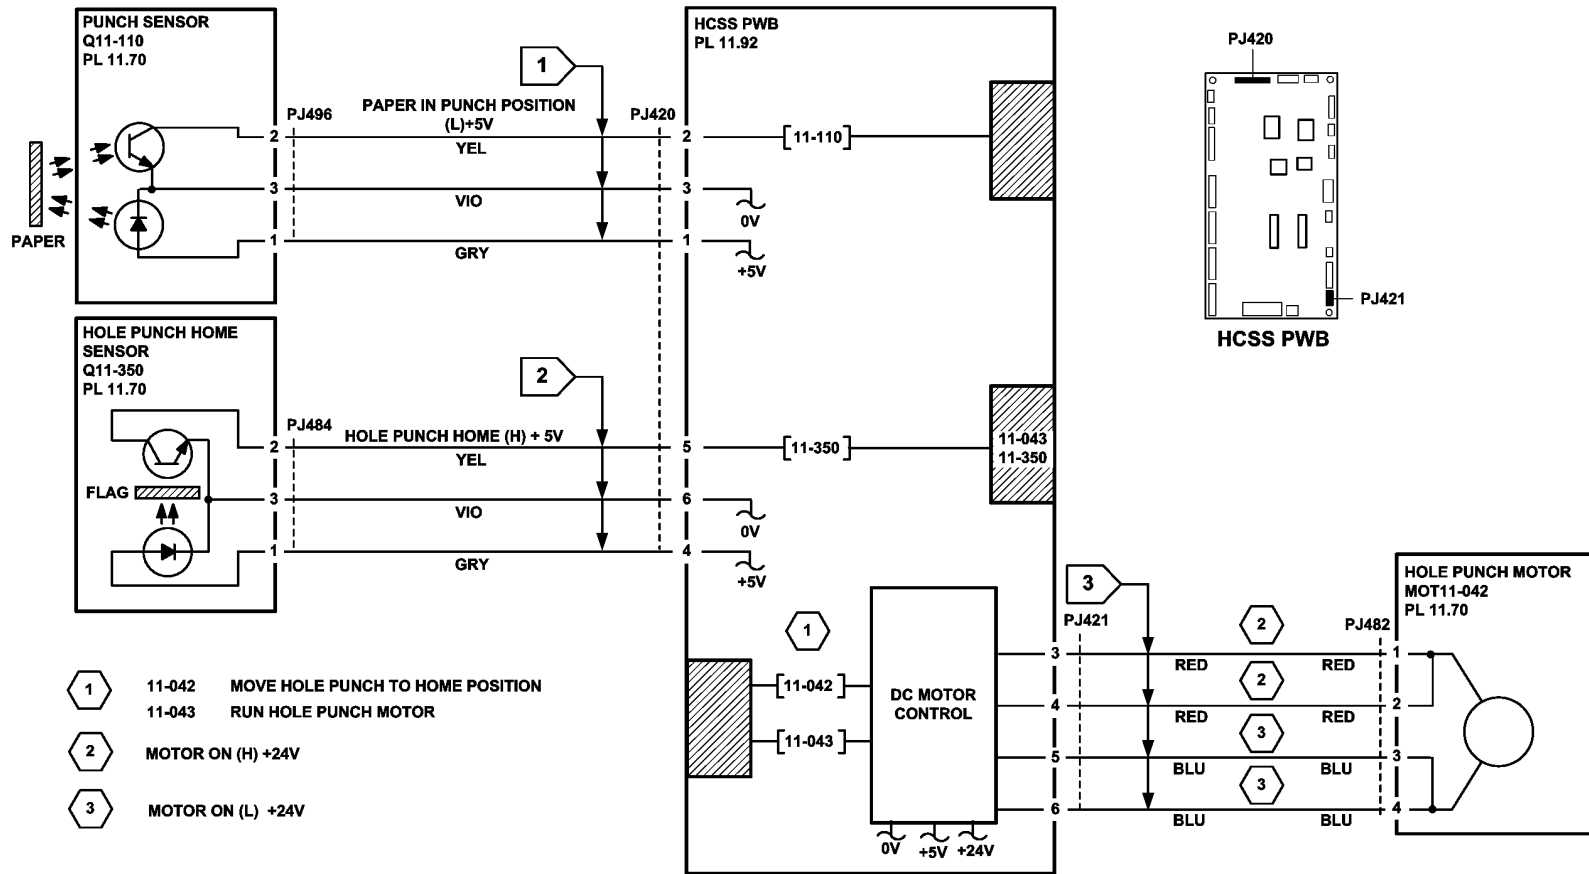 PUNCH SENSOR
Q11-110
PL 11.70
PAPER
2
3
1
PJ496
PAPER IN PUNCH POSITION
(L)+5V
YEL
VIO
GRY
1
PJ420
HCSS PWB
PL 11.92
2
3
1
11-110
0V
+5V
PJ420
PJ421
HCSS PWB
HOLE PUNCH HOME
SENSOR
Q11-350
PL 11.70
FLAG
2
3
1
PJ484
HOLE PUNCH HOME (H) + 5V
YEL
VIO
GRY
2
5
6
4
11-350
0V
+5V
11-043
11-350
1
11-042
11-043
DC MOTOR
CONTROL
0V
+5V
+24V
3
4
5
6
3
PJ421
RED
RED
BLU
BLU
2
2
3
3
RED
RED
BLU
BLU
PJ482
1
2
3
4
HOLE PUNCH MOTOR
MOT11-042
PL 11.70
1
11-042 MOVE HOLE PUNCH TO HOME POSITION
11-043 RUN HOLE PUNCH MOTOR
2 MOTOR ON (H) +24V
3 MOTOR ON (L) +24V